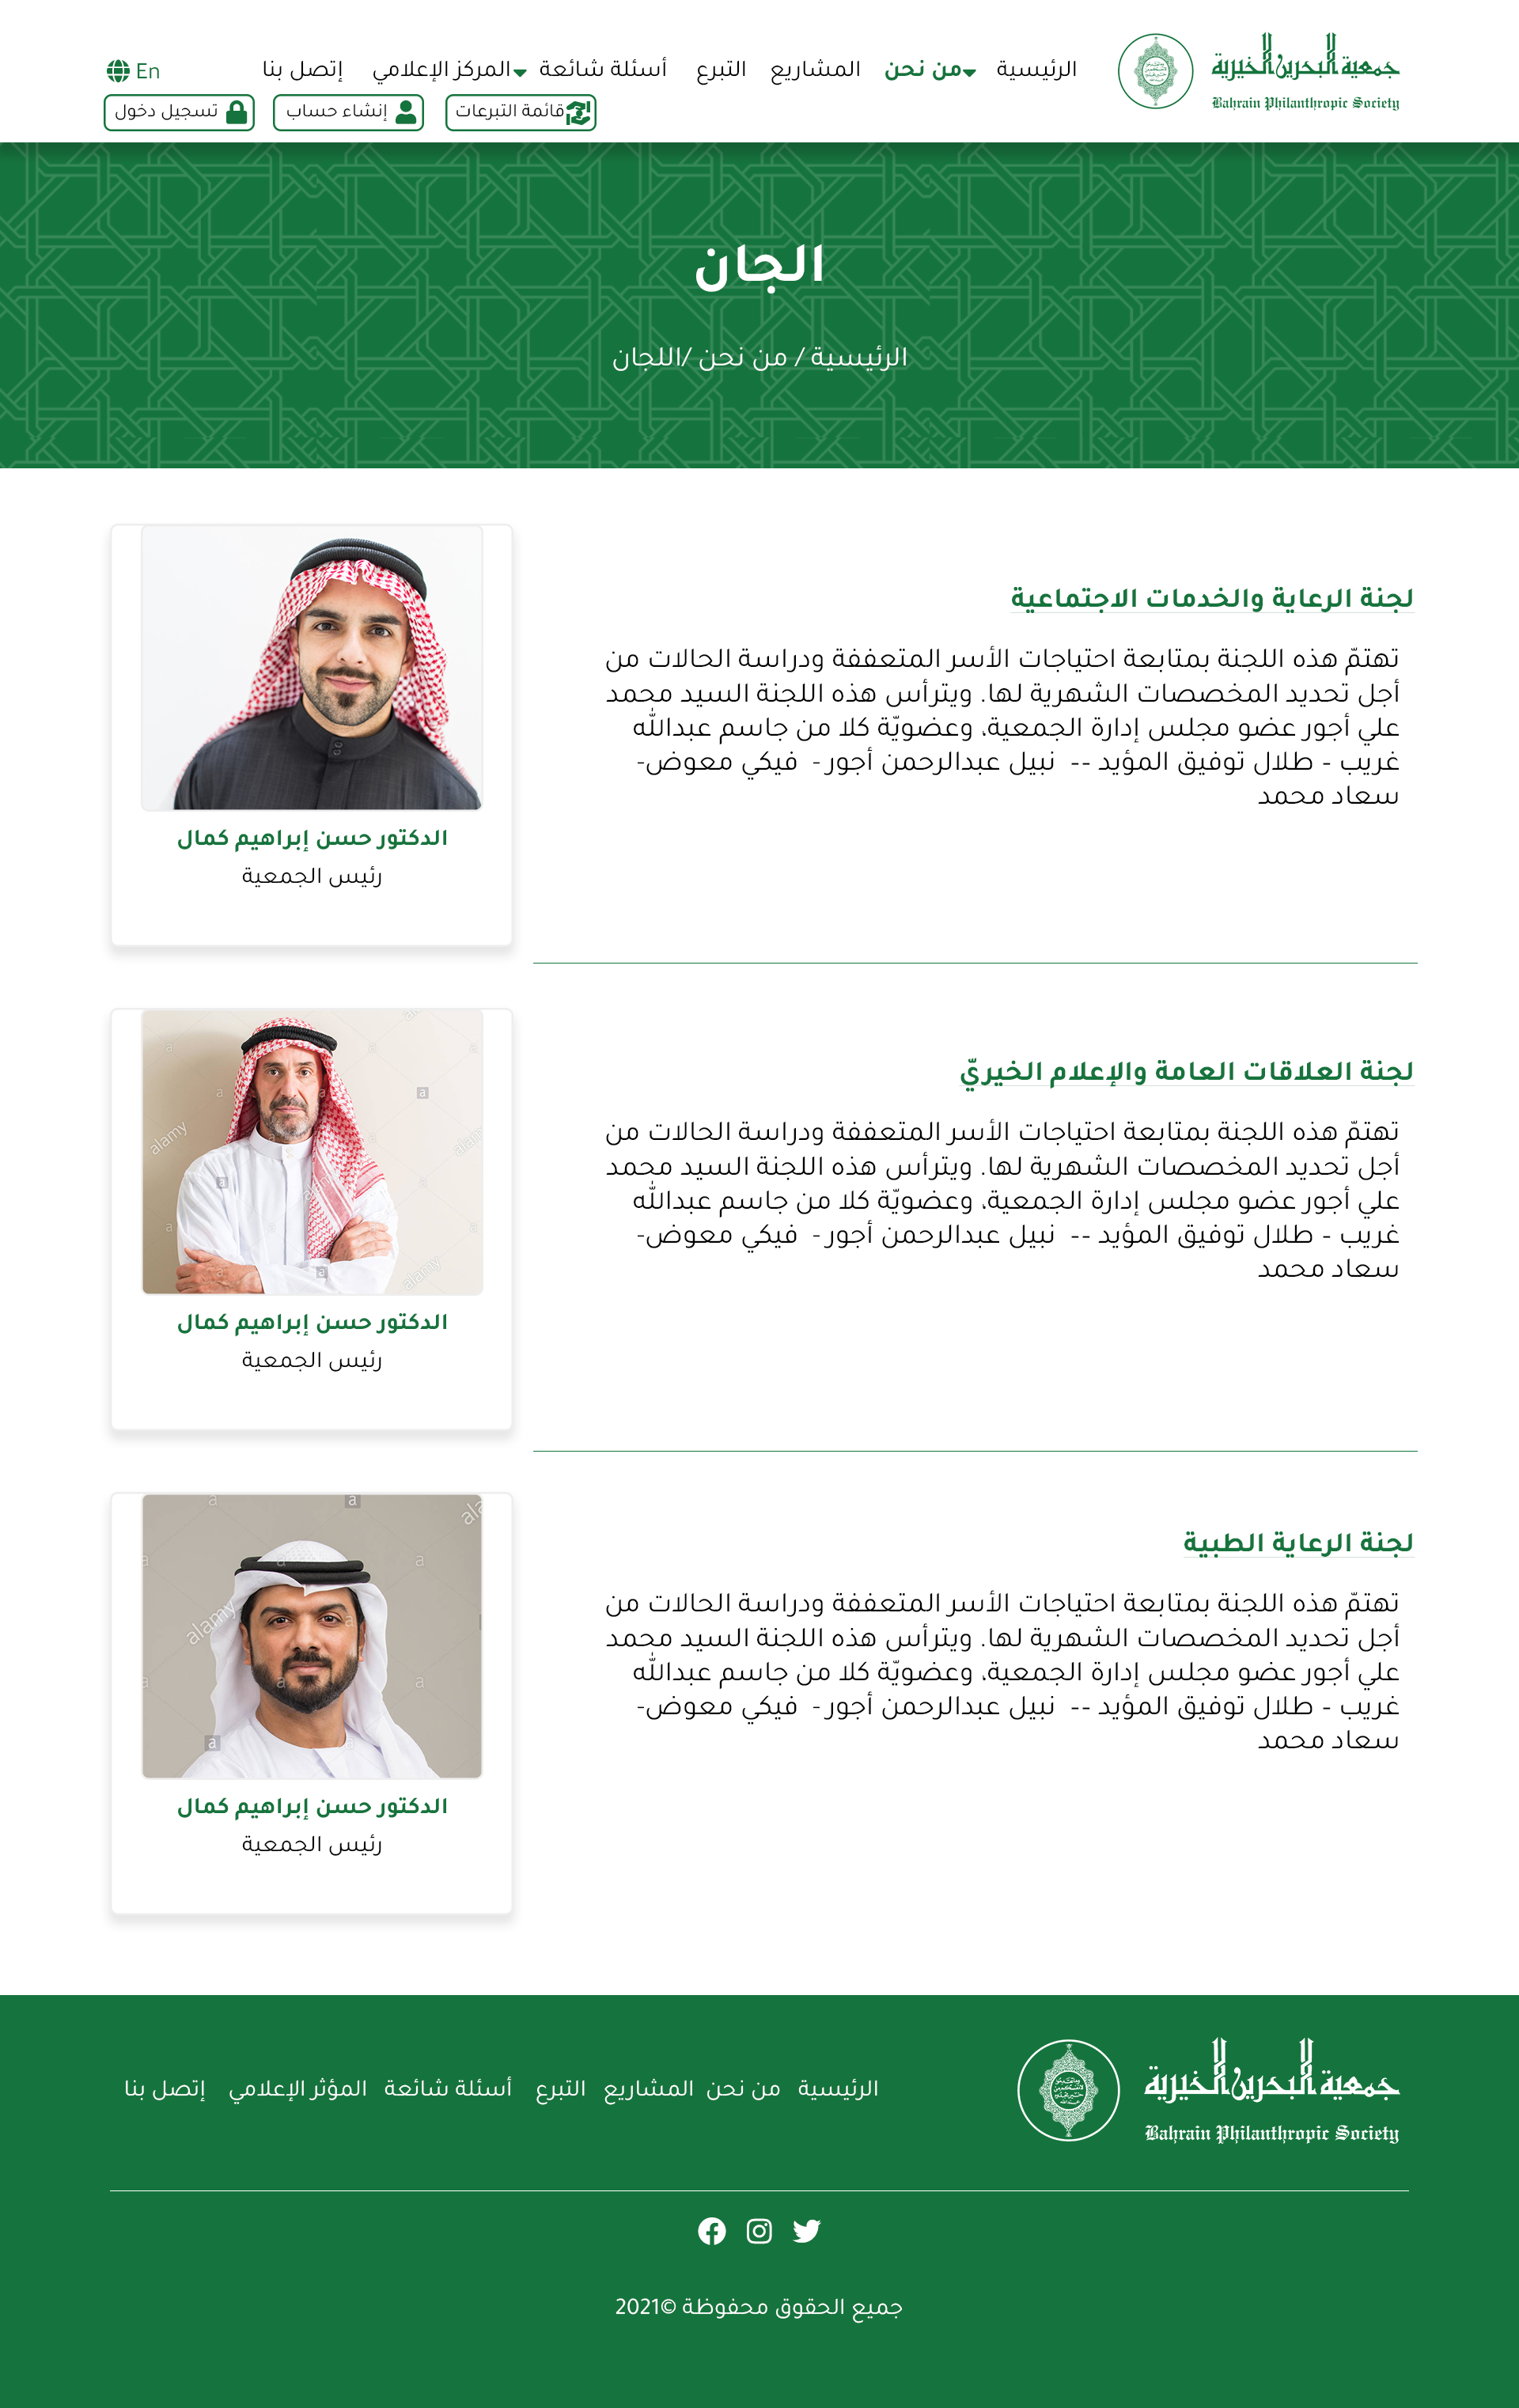 جمعية البحرين الخيرية
Bahrain Philanthropic Society
الرئيسية من نحن المشاريع التبرع أسئلة شائعة المركز الإعلامي إتصل بنا En
قائمة التبرعات إنشاء حساب تسجيل دخول
الجان
الرئيسية / من نحن /اللجان
لجنة الرعاية والخدمات الاجتماعية
تهتمّ هذه اللجنة بمتابعة احتياجات الأسر المتعففة ودراسة الحالات من
أجل تحديد المخصصات الشهرية لها. ويترأس هذه اللجنة السيد محمد
علي أجور عضو مجلس إدارة الجمعية، وعضويّة كلا من جاسم عبدالله
غريب - طلال توفيق المؤيد -- نبيل عبدالرحمن أجور - فيكي معوض-
سعاد محمد
الدكتور حسن إبراهيم كمال
رئيس الجمعية
لجنة العلاقات العامة والإعلام الخيريّ
تهتمّ هذه اللجنة بمتابعة احتياجات الأسر المتعففة ودراسة الحالات من
أجل تحديد المخصصات الشهرية لها. ويترأس هذه اللجنة السيد محمد
علي أجور عضو مجلس إدارة الجمعية، وعضويّة كلا من جاسم عبدالله
غريب - طلال توفيق المؤيد -- نبيل عبدالرحمن أجور - فيكي معوض-
سعاد محمد
alamy
alamy
alamy
الدكتور حسن إبراهيم كمال
رئيس الجمعية
لجنة الرعاية الطبية
تهتمّ هذه اللجنة بمتابعة احتياجات الأسر المتعففة ودراسة الحالات من
أجل تحديد المخصصات الشهرية لها. ويترأس هذه اللجنة السيد محمد
علي أجور عضو مجلس إدارة الجمعية، وعضويّة كلا من جاسم عبدالله
غريب - طلال توفيق المؤيد -- نبيل عبدالرحمن أجور - فيكي معوض-
سعاد محمد
alamy
الدكتور حسن إبراهيم كمال
رئيس الجمعية
جمعية البحرين الخيرية
Bahrain Philanthropic Society
الرئيسية من نحن المشاريع التبرع أسئلة شائعة المؤثر الإعلامي إتصل بنا
جميع الحقوق محفوظة ©2021